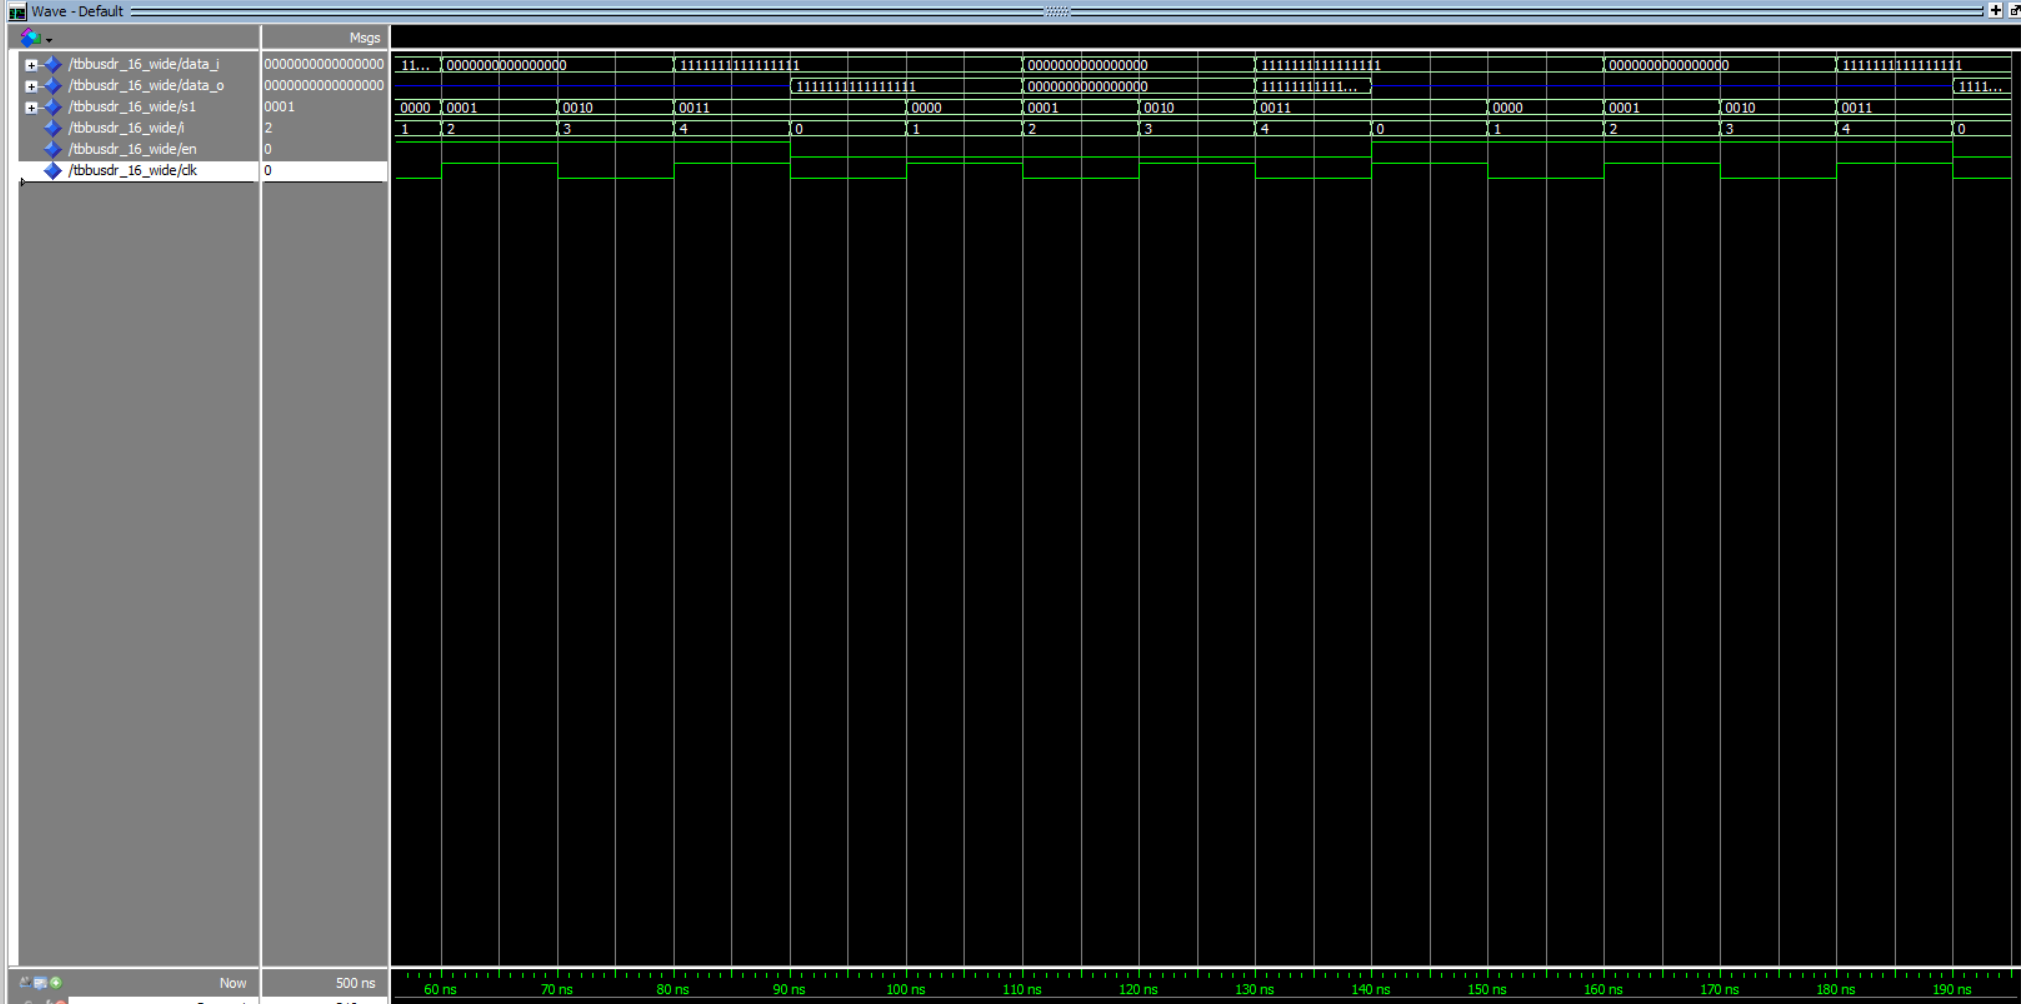 Wave - Default
Msgs
/tbbusdr_16_wide/data_i 0000000000000000 11... 0000000000000000 1111111111111111 0000000000000000 1111111111111111 0000000000000000 1111111111111111
/tbbusdr_16_wide/data_o 0000000000000000 1111111111111111 0000000000000000 11111111111... 1111...
/tbbusdr_16_wide/s1 0001 0000 0001 0010 0011 0000 0001 0010 0011 0000 0001 0010 0011
/tbbusdr_16_wide/i 2 1 2 3 4 0 1 2 3 4 0 1 2 3 4 0
/tbbusdr_16_wide/en 0
/tbbusdr_16_wide/clk 0
Now 500 ns
60 ns 70 ns 80 ns 90 ns 100 ns 110 ns 120 ns 130 ns 140 ns 150 ns 160 ns 170 ns 180 ns 190 ns